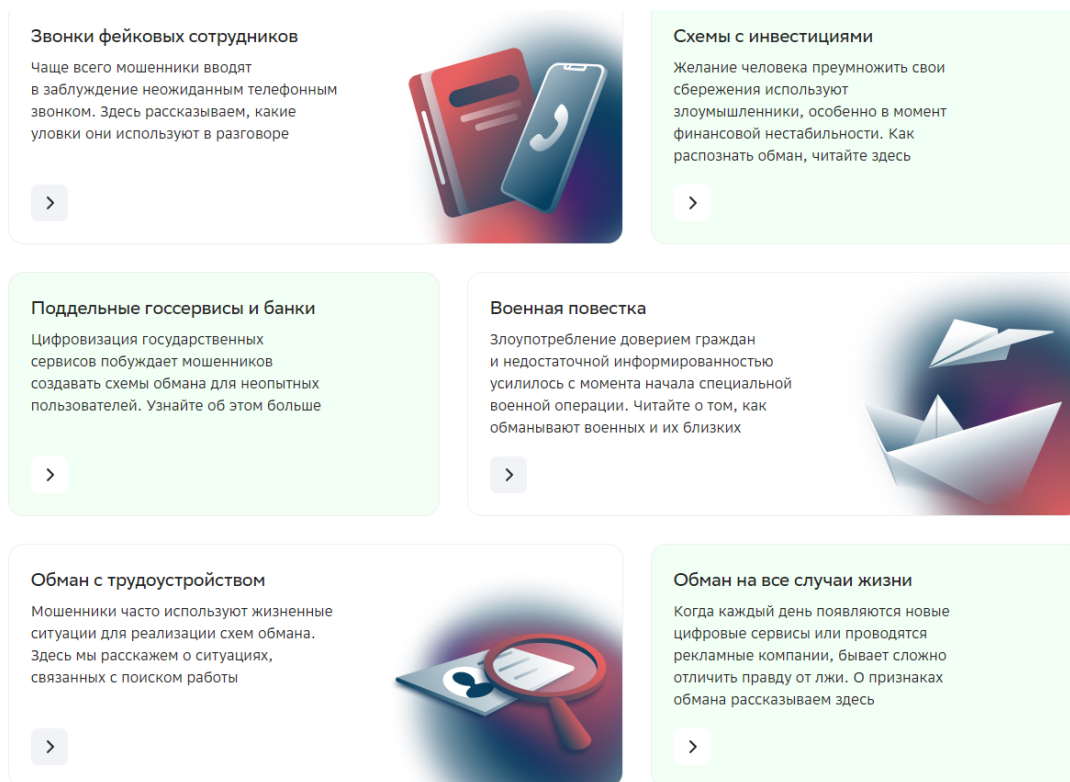 Звонки фейковых сотрудников
Чаще всего мошенники вводят
в заблуждение неожиданным телефонным
звонком. Здесь рассказываем, какие
уловки они используют в разговоре
Схемы с инвестициями
Желание человека преумножить свои
сбережения используют
злоумышленники, особенно в момент
финансовой нестабильности. Как
распознать обман, читайте здесь
Поддельные госсервисы и банки
Цифровизация государственных
сервисов побуждает мошенников
создавать схемы обмана для неопытных
пользователей. Узнайте об этом больше
Военная повестка
Злоупотребление доверием граждан
и недостаточной информированностью
усилилось с момента начала специальной
военной операции. Читайте о том, как
обманывают военных и их близких
Обман с трудоустройством
Мошенники часто используют жизненные
ситуации для реализации схем обмана.
Здесь мы расскажем о ситуациях,
связанных с поиском работы
Обман на все случаи жизни
Когда каждый день появляются новые
цифровые сервисы или проводятся
рекламные компании, бывает сложно
отличить правду от лжи. О признаках
обмана рассказываем здесь